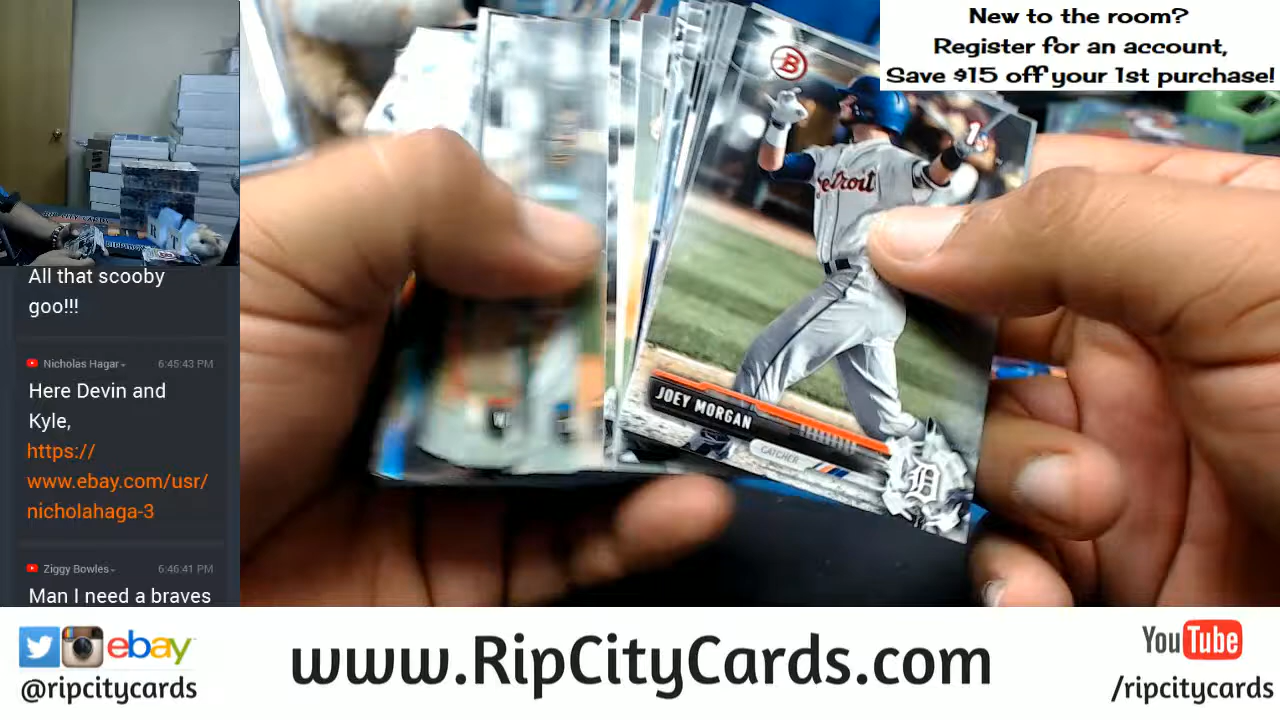 New to the room?
Register for an account,
Save $15 off your 1st purchase!
All that scooby
goo!!!
Nicholas Hagar
6:45:43 PM
Here Devin and
Kyle,
https://
www.ebay.com/usr/
nicholahaga-3
Ziggy Bowles
6:46:41 PM
Man I need a braves
B
1st
Detroit
JOEY MORGAN
CATCHER
D
ebay
@ripcitycards
www.RipCityCards.com
YouTube
/ripcitycards